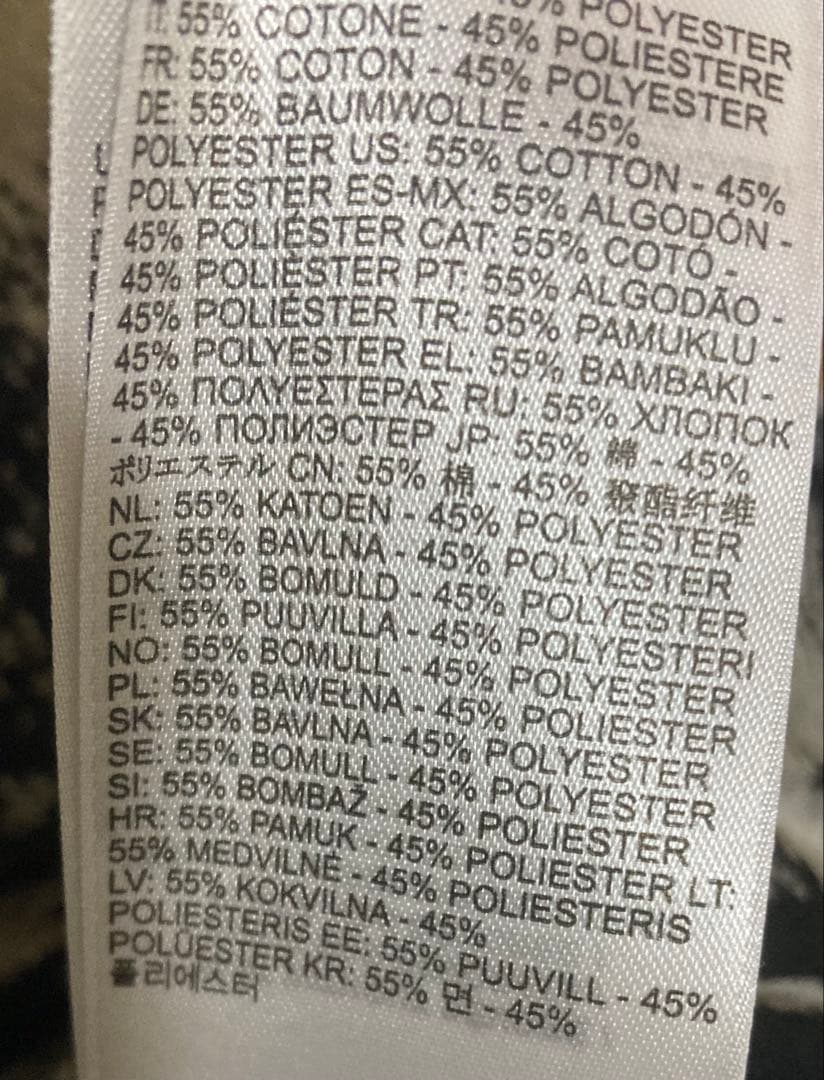 POLYESTER
IT: 55% COTONE - 45% POLIESTERE
FR: 55% COTON - 45% POLYESTER
DE: 55% BAUMWOLLE - 45%
POLYESTER US: 55% COTTON - 45%
POLYESTER ES-MX: 55% ALGODÓN -
45% POLIÉSTER CAT: 55% COTÓ -
45% POLIÈSTER PT: 55% ALGODÃO -
45% POLIÉSTER TR: 55% PAMUKLU -
45% POLYESTER EL: 55% BAMBAKI -
45% ΠΟΛΥΕΣΤΕΡΑΣ RU: 55% ХЛОПОК
- 45% ПОЛИЭСТЕР JP: 55% 綿 - 45%
ポリエステル CN: 55% 棉 - 45% 聚酯纤维
NL: 55% KATOEN - 45% POLYESTER
CZ: 55% BAVLNA - 45% POLYESTER
DK: 55% BOMULD - 45% POLYESTER
FI: 55% PUUVILLA - 45% POLYESTERI
NO: 55% BOMULL - 45% POLYESTER
PL: 55% BAWEŁNA - 45% POLIESTER
SK: 55% BAVLNA - 45% POLYESTER
SE: 55% BOMULL - 45% POLYESTER
SI: 55% BOMBAŽ - 45% POLIESTER
HR: 55% PAMUK - 45% POLIESTER LT:
55% MEDVILNĖ - 45% POLIESTERIS
LV: 55% KOKVILNA - 45%
POLIESTERIS EE: 55% PUUVILL - 45%
POLÜESTER KR: 55% 면 - 45%
폴리에스터